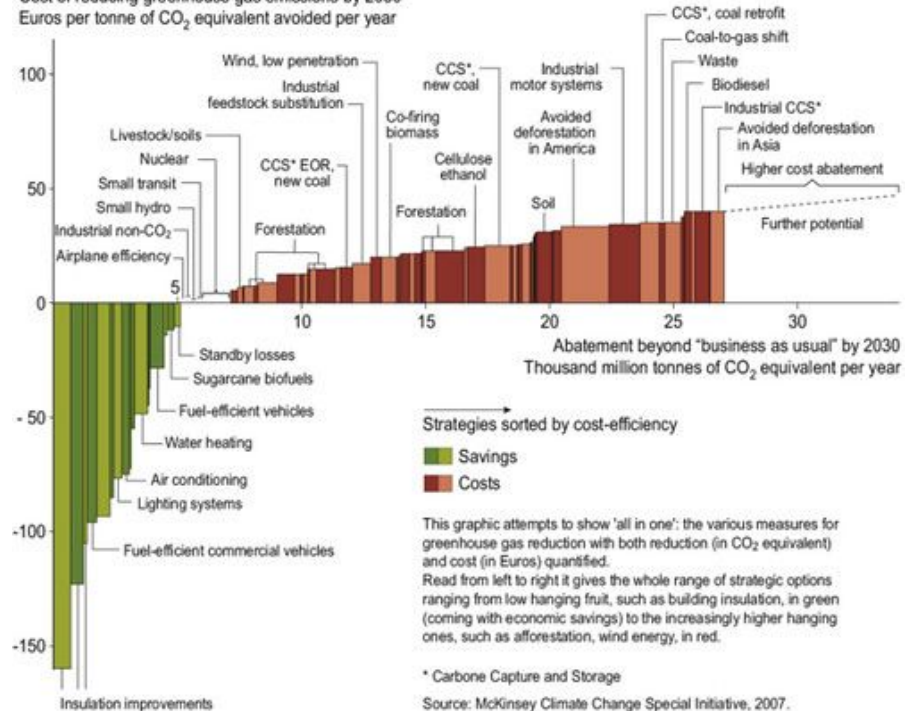 Euros per tonne of CO₂ equivalent avoided per year
CCS*, coal retrofit
Coal-to-gas shift
Waste
Biodiesel
Industrial CCS*
Avoided deforestation
in Asia
Higher cost abatement
Further potential
100
50
0
- 50
-100
-150
Wind, low penetration
Industrial
feedstock substitution
Livestock/soils
Nuclear
Small transit
Small hydro
Industrial non-CO₂
Airplane efficiency
CCS* EOR,
new coal
Forestation
Co-firing
biomass
CCS*,
new coal
Cellulose
ethanol
Forestation
Industrial
motor systems
Avoided
deforestation
in America
Soil
5
10
15
20
25
30
Abatement beyond “business as usual” by 2030
Thousand million tonnes of CO₂ equivalent per year
Standby losses
Sugarcane biofuels
Fuel-efficient vehicles
Water heating
Air conditioning
Lighting systems
Fuel-efficient commercial vehicles
Insulation improvements
Strategies sorted by cost-efficiency
Savings
Costs
This graphic attempts to show 'all in one': the various measures for
greenhouse gas reduction with both reduction (in CO₂ equivalent)
and cost (in Euros) quantified.
Read from left to right it gives the whole range of strategic options
ranging from low hanging fruit, such as building insulation, in green
(coming with economic savings) to the increasingly higher hanging
ones, such as afforestation, wind energy, in red.
* Carbone Capture and Storage
Source: McKinsey Climate Change Special Initiative, 2007.